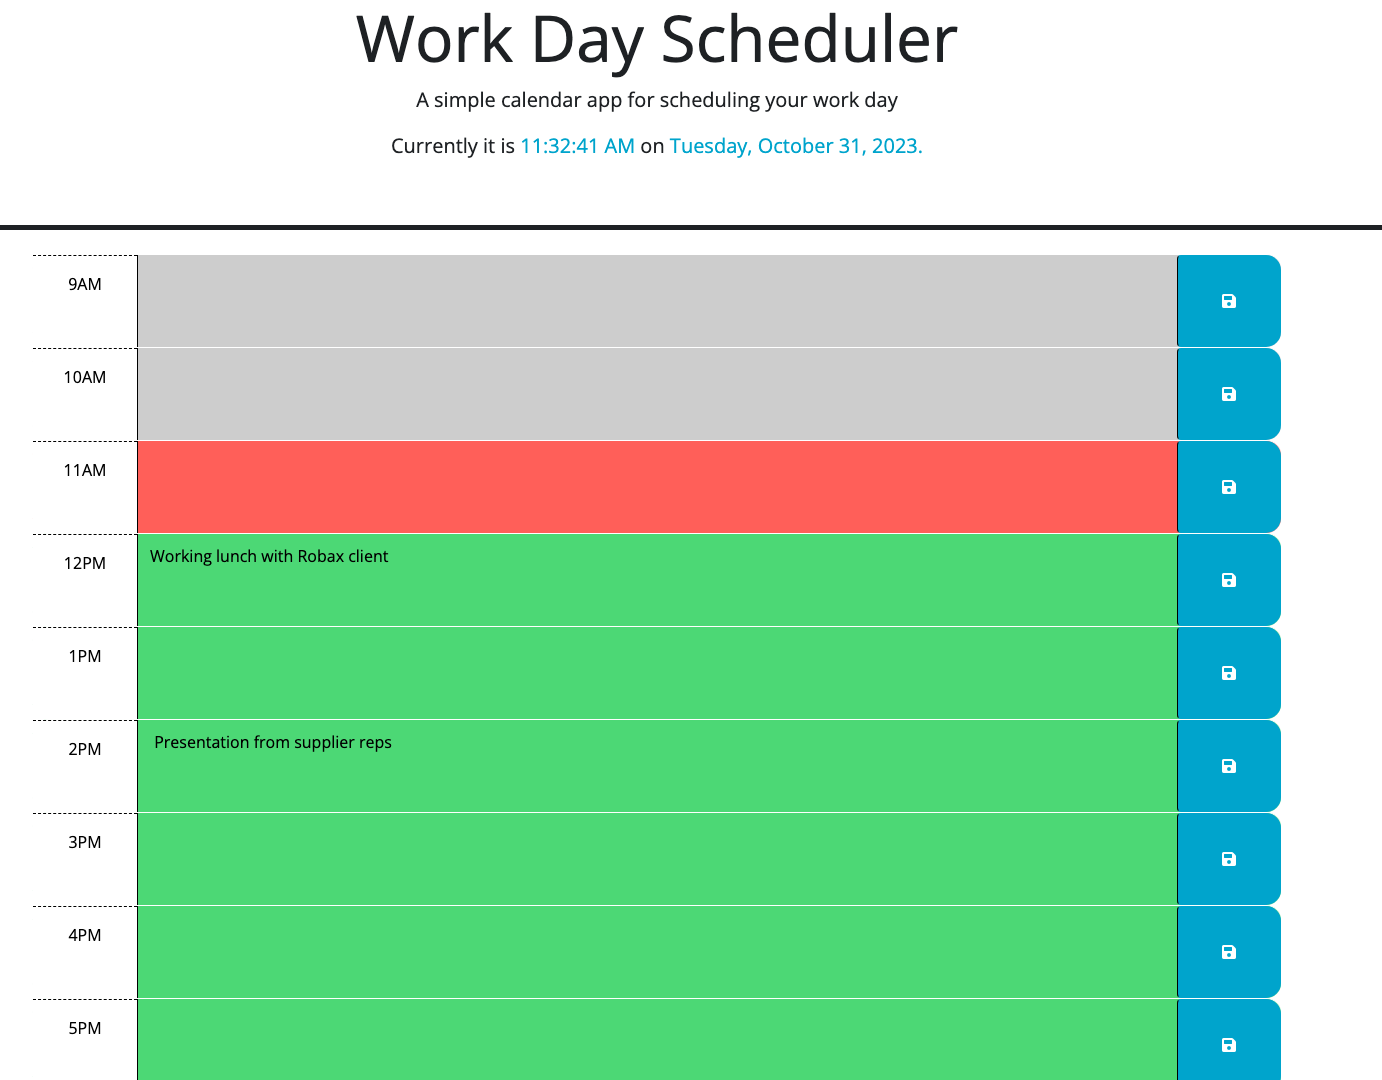 Work Day Scheduler
A simple calendar app for scheduling your work day
Currently it is 11:32:41 AM on Tuesday, October 31, 2023.
9AM
10AM
11AM
12PM
Working lunch with Robax client
1PM
2PM
Presentation from supplier reps
3PM
4PM
5PM